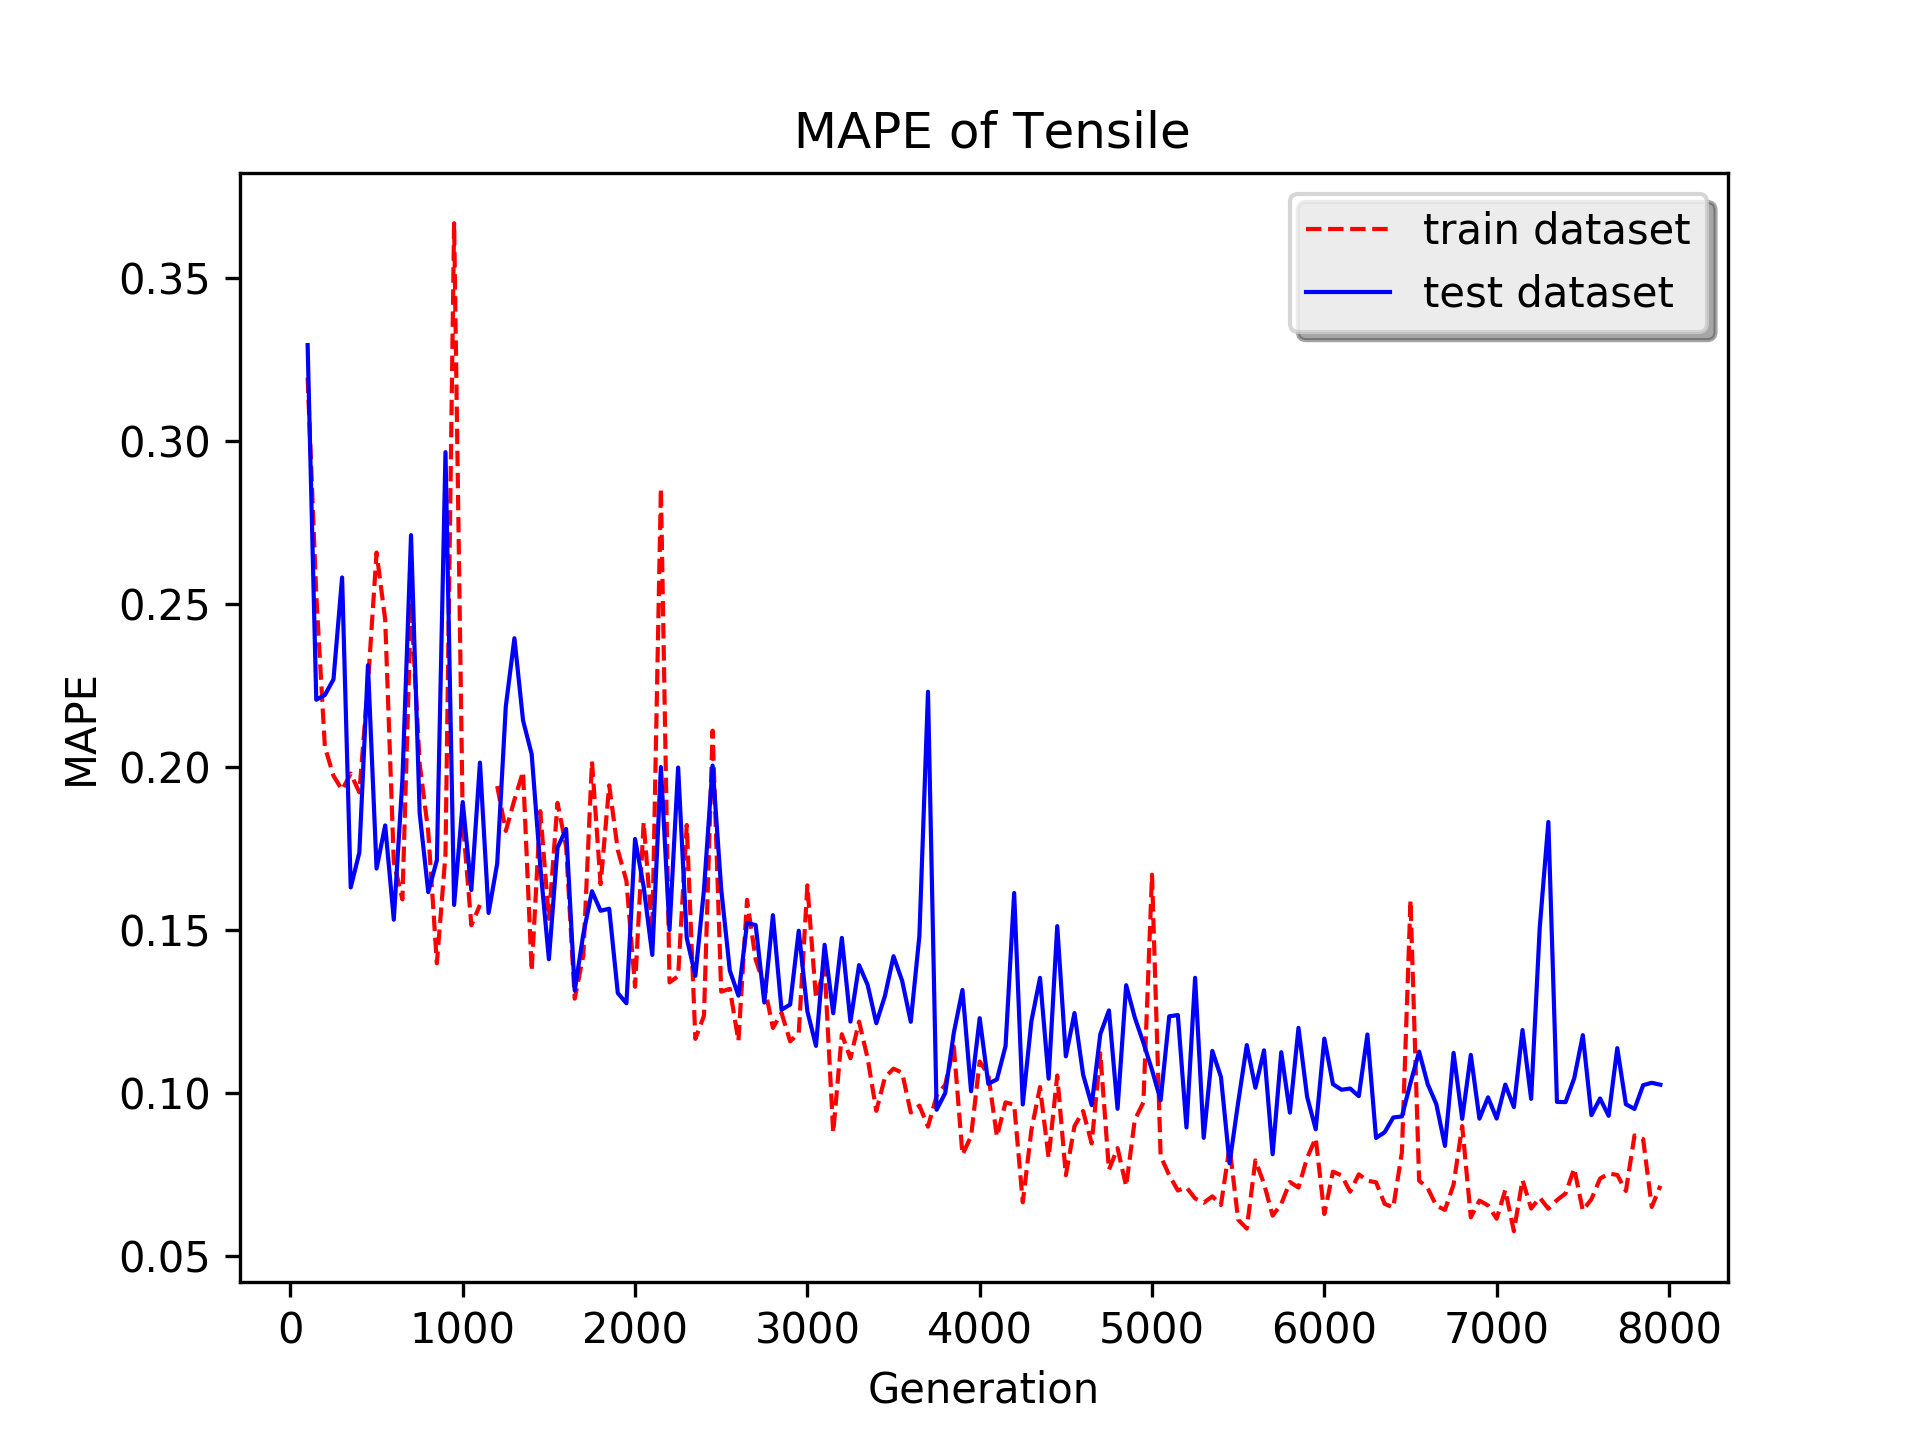 MAPE of Tensile
train dataset
test dataset
0.35
0.30
0.25
0.20
0.15
0.10
0.05
MAPE
0 1000 2000 3000 4000 5000 6000 7000 8000
Generation